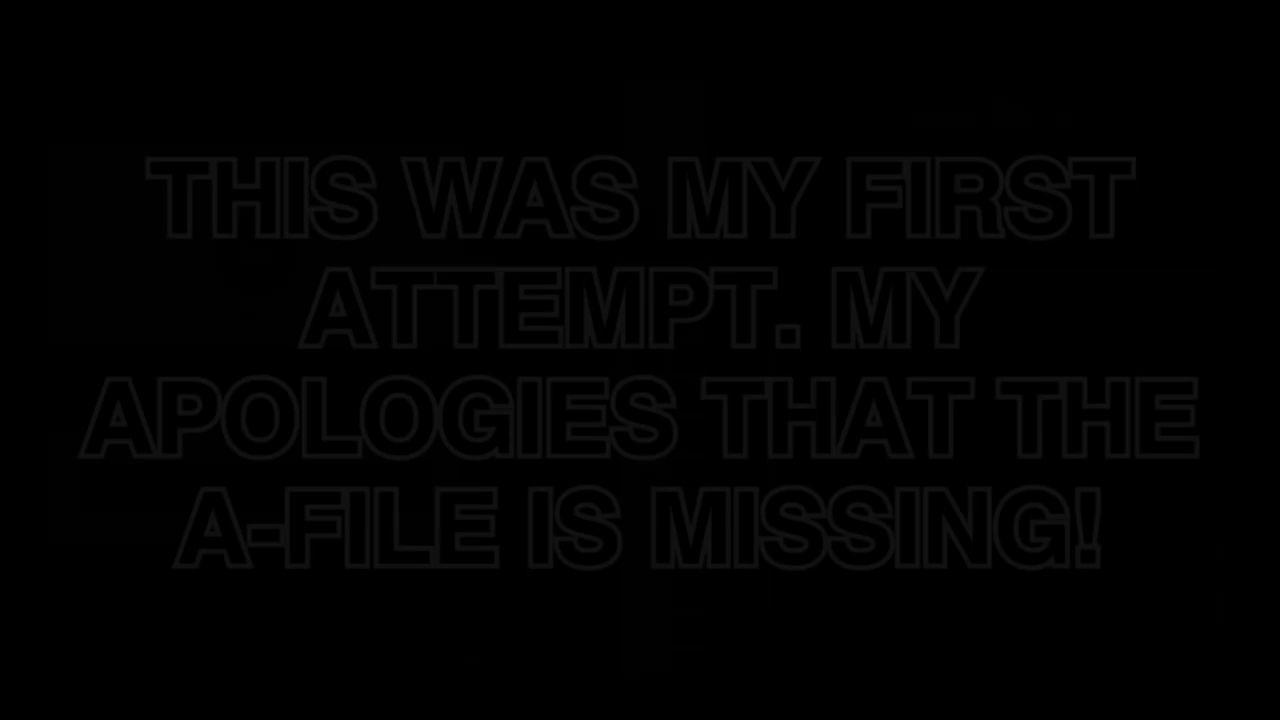 THIS WAS MY FIRST
ATTEMPT. MY
APOLOGIES THAT THE
A-FILE IS MISSING!